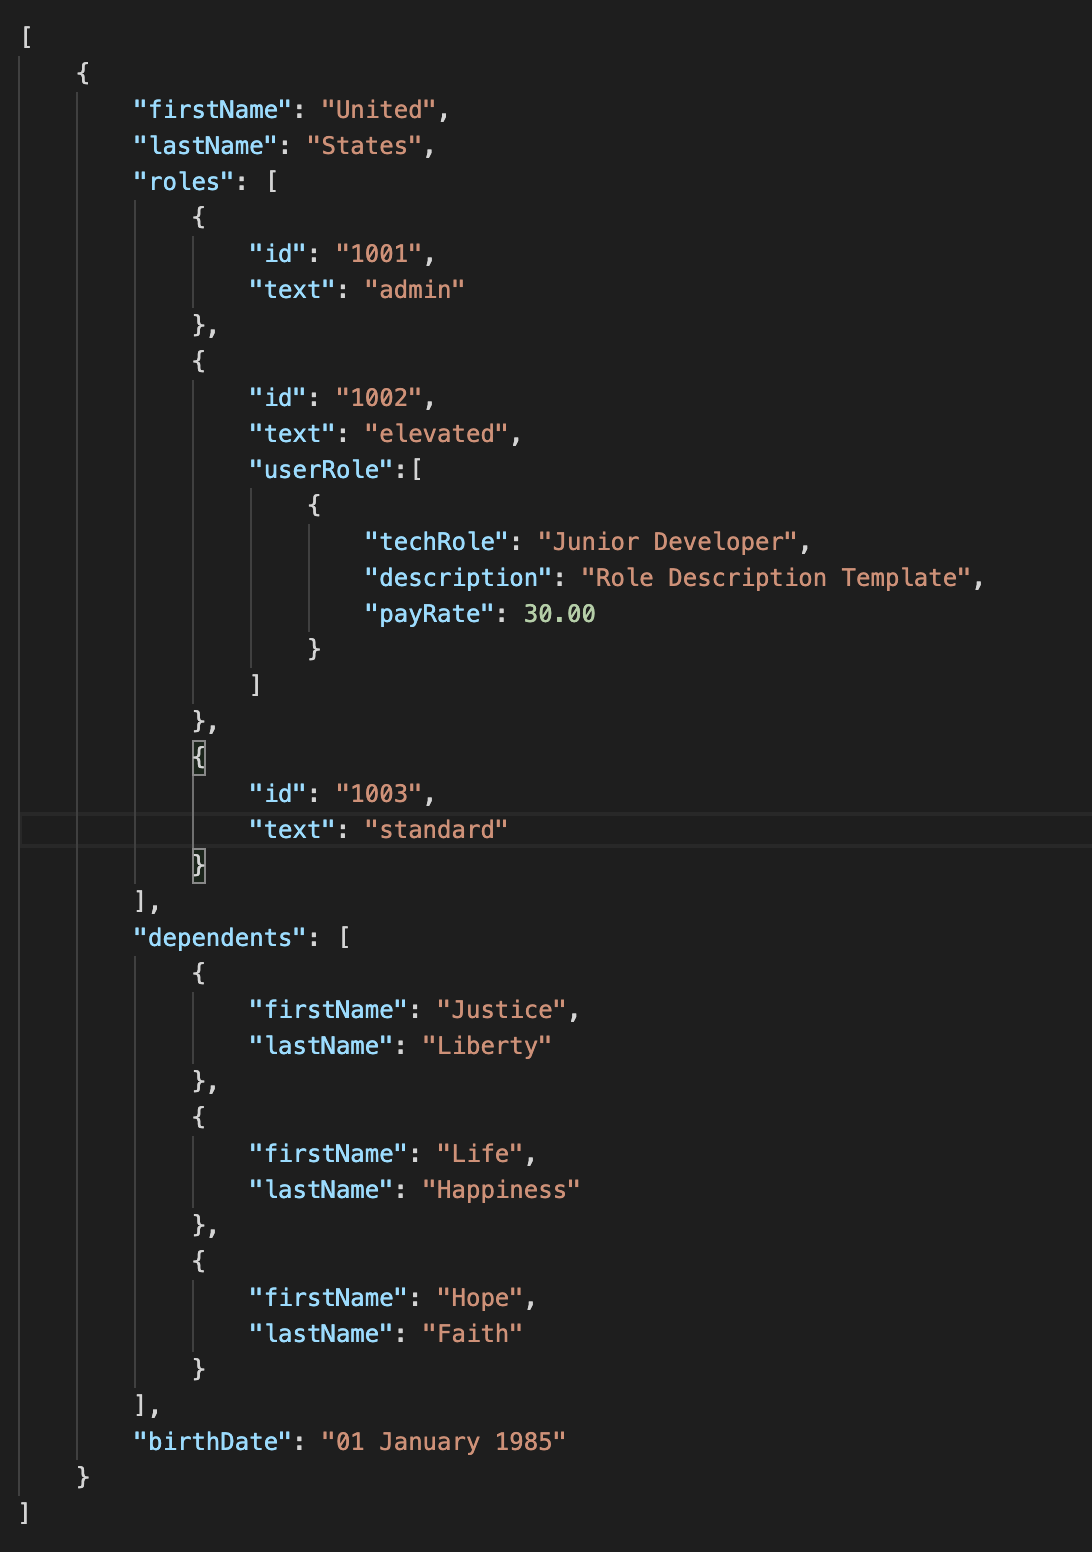 [
    {
        "firstName": "United",
        "lastName": "States",
        "roles": [
            {
                "id": "1001",
                "text": "admin"
            },
            {
                "id": "1002",
                "text": "elevated",
                "userRole":[
                    {
                        "techRole": "Junior Developer",
                        "description": "Role Description Template",
                        "payRate": 30.00
                    }
                ]
            },
            {
                "id": "1003",
                "text": "standard"
            }
        ],
        "dependents": [
            {
                "firstName": "Justice",
                "lastName": "Liberty"
            },
            {
                "firstName": "Life",
                "lastName": "Happiness"
            },
            {
                "firstName": "Hope",
                "lastName": "Faith"
            }
        ],
        "birthDate": "01 January 1985"
    }
]